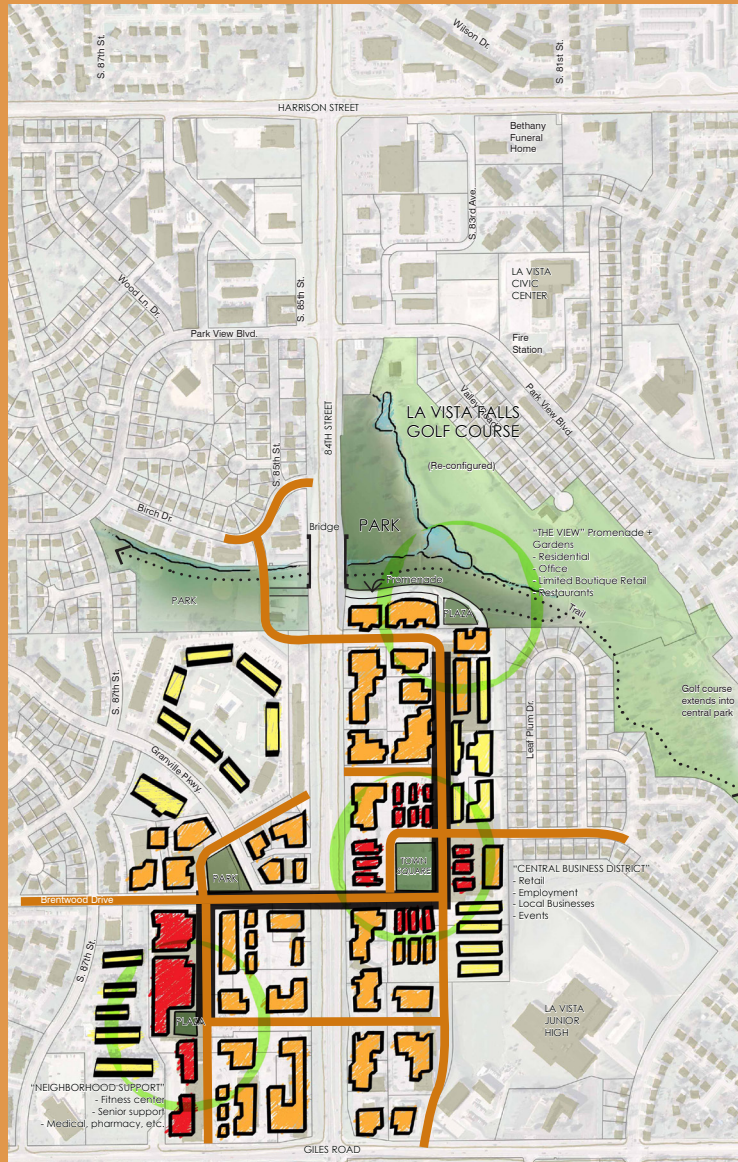 S. 87th St.
Wilson Dr.
S. 81st St.
HARRISON STREET
Bethany
Funeral
Home
S. 83rd Ave.
LA VISTA
CIVIC
CENTER
Wood Ln. Dr.
S. 85th St.
Park View Blvd.
Fire
Station
84TH STREET
Park View Blvd.
LA VISTA FALLS
GOLF COURSE
(Re-configured)
S. 85th St.
Birch Dr.
Bridge
PARK
"THE VIEW" Promenade +
Gardens
- Residential
- Office
- Limited Boutique Retail
- Restaurants
Promenade
PARK
PLAZA
Trail
S. 87th St.
Golf course
extends into
central park
Leaf Plum Dr.
Granville Pkwy.
TOWN
SQUARE
PARK
"CENTRAL BUSINESS DISTRICT"
- Retail
- Employment
- Local Businesses
- Events
Brentwood Drive
S. 87th St.
LA VISTA
JUNIOR
HIGH
PLAZA
"NEIGHBORHOOD SUPPORT"
- Fitness center
- Senior support
- Medical, pharmacy, etc.
GILES ROAD